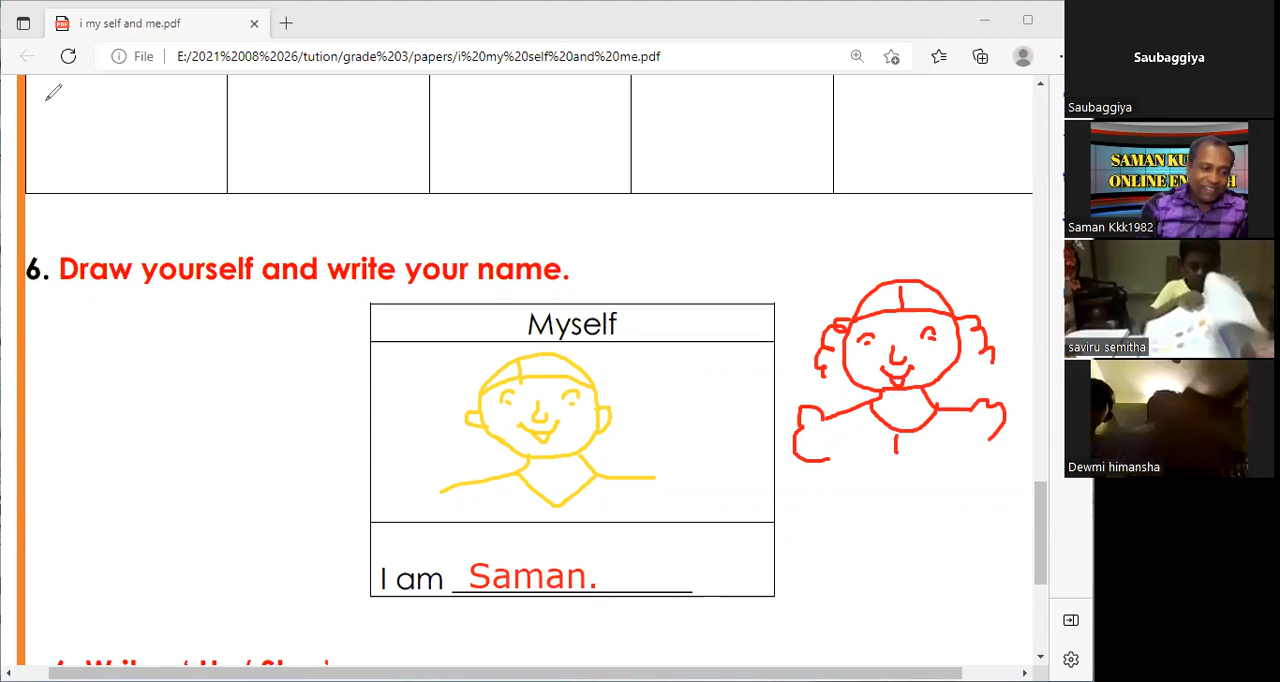 i my self and me.pdf
File E:/2021%2008%2026/tution/grade%203/papers/i%20my%20self%20and%20me.pdf
6. Draw yourself and write your name.
Myself
I am Saman.
Saubaggiya
Saubaggiya
SAMAN KU
ONLINE EN H
Saman Kkk1982
saviru semitha
Dewmi himansha